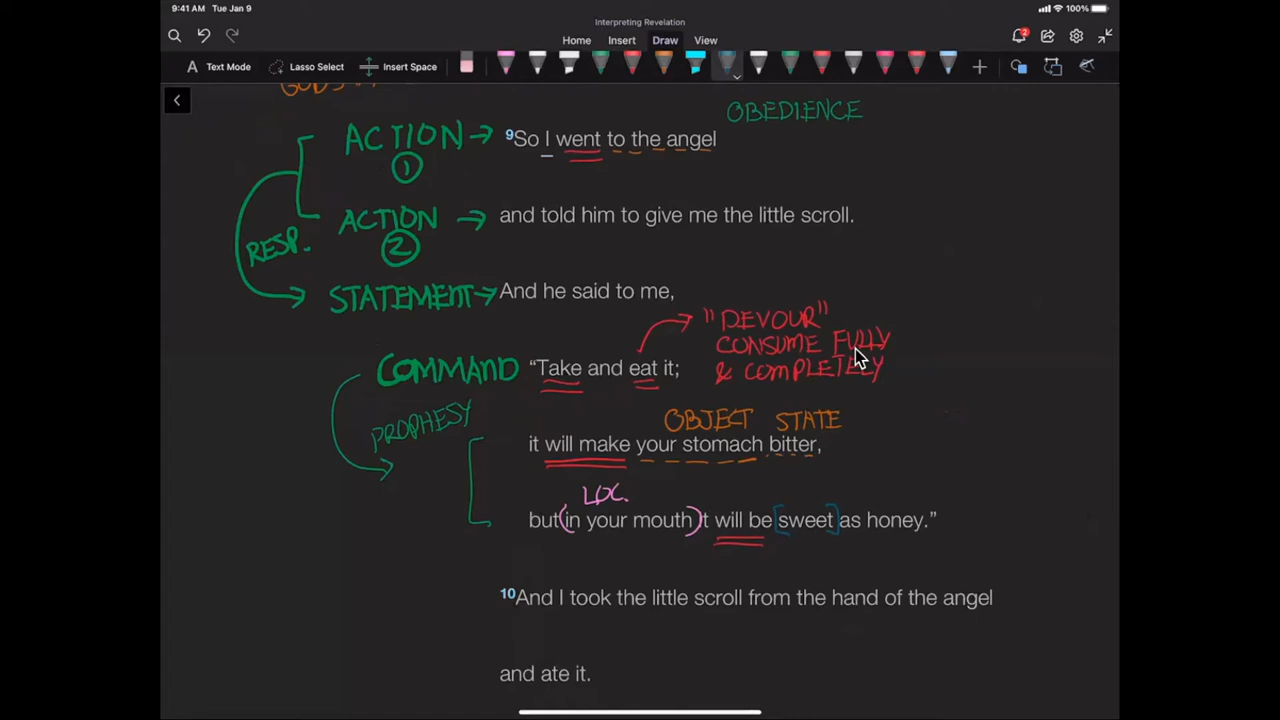 9:41 AM Tue Jan 9
100%
Interpreting Revelation
Home Insert Draw View
2
Text Mode Lasso Select Insert Space
OBEDIENCE
ACTION → 9So I went to the angel
1
ACTION → and told him to give me the little scroll.
2
RESP.
STATEMENT→ And he said to me,
"DEVOUR"
CONSUME FULLY
& COMPLETELY
COMMAND “Take and eat it;
PROPHESY
OBJECT STATE
it will make your stomach bitter,
LOC.
but (in your mouth) it will be [sweet] as honey.”
10And I took the little scroll from the hand of the angel
and ate it.